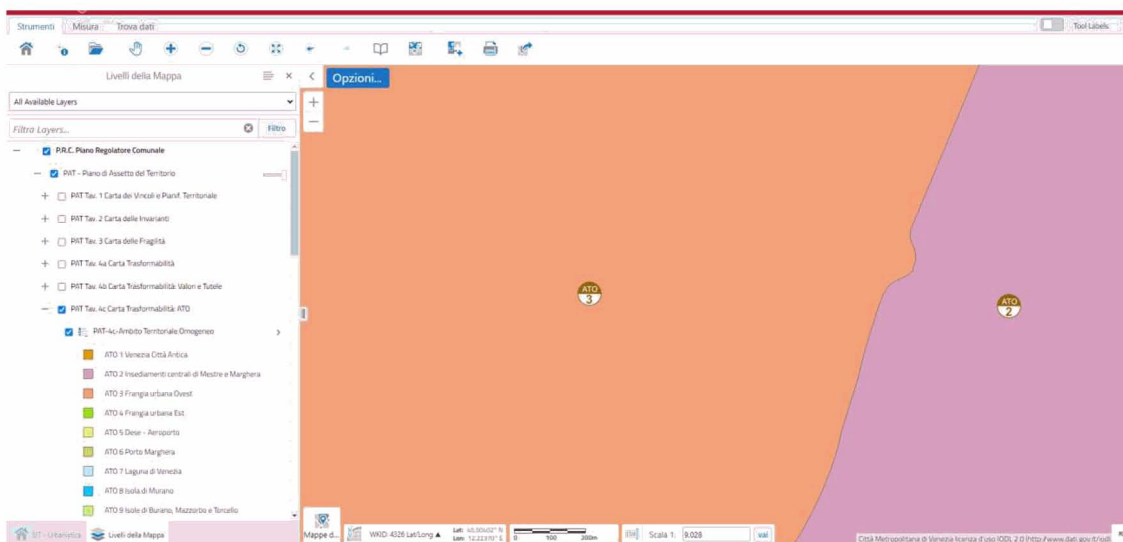 Strumenti Misura Trova dati Tool Labels
Livelli della Mappa
Opzioni...
All Available Layers
Filtra Layers... Filtro
P.R.C. Piano Regolatore Comunale
PAT - Piano di Assetto del Territorio
PAT Tav. 1 Carta dei Vincoli e Pianif. Territoriale
PAT Tav. 2 Carta delle Invarianti
PAT Tav. 3 Carta delle Fragilità
PAT Tav. 4a Carta Trasformabilità
PAT Tav. 4b Carta Trasformabilità: Valori e Tutele
PAT Tav. 4c Carta Trasformabilità: ATO
PAT-4c-Ambito Territoriale Omogeneo
ATO 1 Venezia Città Antica
ATO 2 Insediamenti centrali di Mestre e Marghera
ATO 3 Frangia urbana Ovest
ATO 4 Frangia urbana Est
ATO 5 Dese - Aeroporto
ATO 6 Porto Marghera
ATO 7 Laguna di Venezia
ATO 8 Isola di Murano
ATO 9 Isole di Burano, Mazzorbo e Torcello
ATO
3
ATO
2
Livelli della Mappa
Mappe d...
WKID: 4326 Lat/Long
Lat:
Lon:
0 100 200m
Scala 1: 9.028 vai
Città Metropolitana di Venezia licenza d'uso IODL 2.0